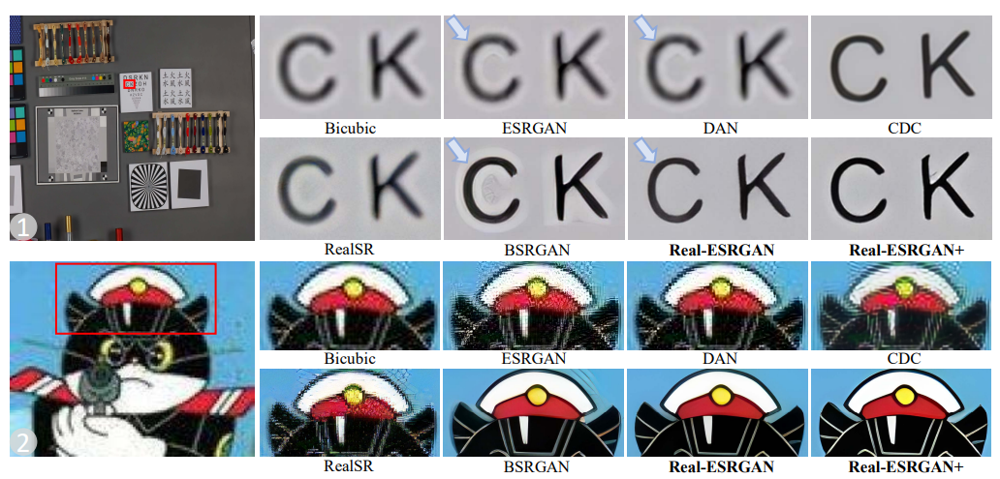 DSRKN
C K
C K
C K
C K
Bicubic
ESRGAN
DAN
CDC
C K
C K
C K
C K
RealSR
BSRGAN
Real-ESRGAN
Real-ESRGAN+
1
Bicubic
ESRGAN
DAN
CDC
RealSR
BSRGAN
Real-ESRGAN
Real-ESRGAN+
2